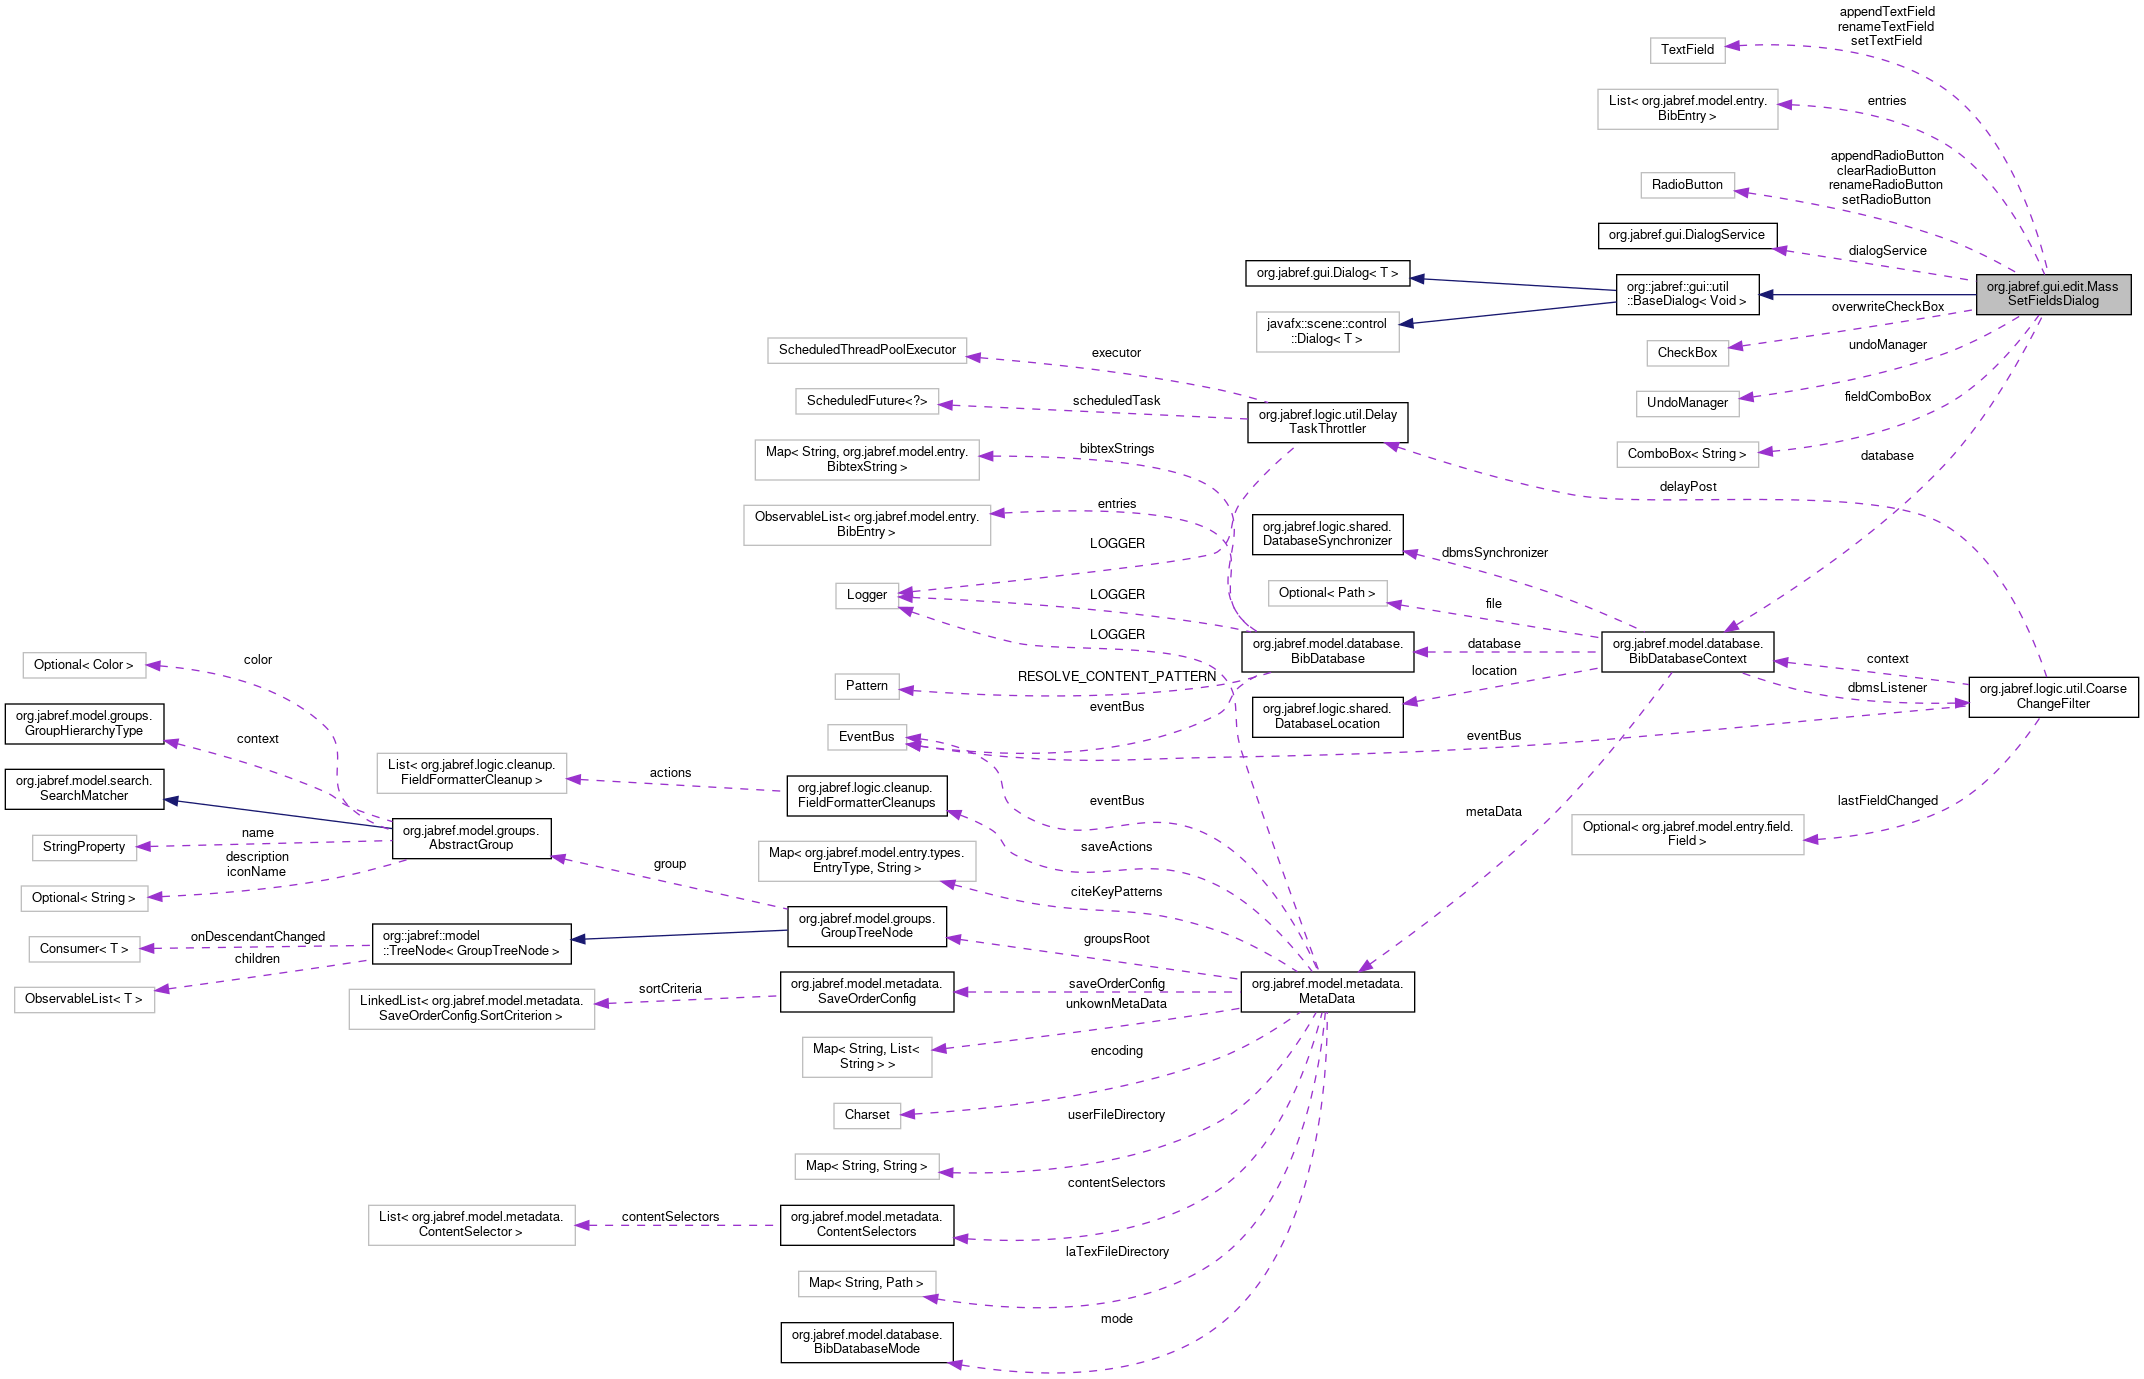 appendTextField
renameTextField
setTextField
TextField
List< org.jabref.model.entry.
BibEntry >
entries
appendRadioButton
clearRadioButton
renameRadioButton
setRadioButton
RadioButton
org.jabref.gui.DialogService
dialogService
org.jabref.gui.Dialog< T >
org::jabref::gui::util
::BaseDialog< Void >
org.jabref.gui.edit.Mass
SetFieldsDialog
javafx::scene::control
::Dialog< T >
overwriteCheckBox
CheckBox
undoManager
UndoManager
fieldComboBox
ComboBox< String >
database
ScheduledThreadPoolExecutor
executor
ScheduledFuture<?>
scheduledTask
org.jabref.logic.util.Delay
TaskThrottler
Map< String, org.jabref.model.entry.
BibtexString >
bibtexStrings
delayPost
ObservableList< org.jabref.model.entry.
BibEntry >
entries
org.jabref.logic.shared.
DatabaseSynchronizer
dbmsSynchronizer
LOGGER
Logger
LOGGER
Optional< Path >
file
LOGGER
org.jabref.model.database.
BibDatabase
database
org.jabref.model.database.
BibDatabaseContext
context
dbmsListener
org.jabref.logic.util.Coarse
ChangeFilter
location
Pattern
RESOLVE_CONTENT_PATTERN
eventBus
org.jabref.logic.shared.
DatabaseLocation
EventBus
eventBus
Optional< Color >
color
org.jabref.model.groups.
GroupHierarchyType
context
org.jabref.model.search.
SearchMatcher
List< org.jabref.logic.cleanup.
FieldFormatterCleanup >
actions
org.jabref.logic.cleanup.
FieldFormatterCleanups
eventBus
metaData
lastFieldChanged
Optional< org.jabref.model.entry.field.
Field >
StringProperty
name
org.jabref.model.groups.
AbstractGroup
description
iconName
Optional< String >
group
saveActions
Map< org.jabref.model.entry.types.
EntryType, String >
citeKeyPatterns
Consumer< T >
onDescendantChanged
org::jabref::model
::TreeNode< GroupTreeNode >
org.jabref.model.groups.
GroupTreeNode
groupsRoot
children
ObservableList< T >
LinkedList< org.jabref.model.metadata.
SaveOrderConfig.SortCriterion >
sortCriteria
org.jabref.model.metadata.
SaveOrderConfig
saveOrderConfig
org.jabref.model.metadata.
MetaData
unkownMetaData
Map< String, List<
String > >
encoding
Charset
userFileDirectory
Map< String, String >
contentSelectors
List< org.jabref.model.metadata.
ContentSelector >
contentSelectors
org.jabref.model.metadata.
ContentSelectors
laTexFileDirectory
Map< String, Path >
mode
org.jabref.model.database.
BibDatabaseMode